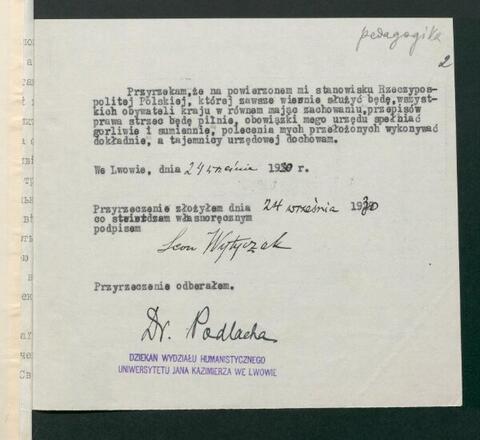 pedagogika
2
Przyrzekam,że na powierzonem mi stanowisku Rzeczypos-
politej Polskiej, której zawsze wiernie służyć będę,wszyst-
kich obywateli kraju w równem mając zachowaniu,przepisów
prawa strzec będę pilnie, obowiązki mego urzędu spełniać
gorliwie i sumiennie, polecenia mych przełożonych wykonywać
dokładnie, a tajemnicy urzędowej dochowam.
We Lwowie, dnia 24 września 1930 r.
Przyrzeczenie złożyłem dnia 24 września 1930
co stwierdzam własnoręcznym
podpisem
Leon Wytyczak
Przyrzeczenie odberałem.
Dr. Podlacha
DZIEKAN WYDZIAŁU HUMANISTYCZNEGO
UNIWERSYTETU JANA KAZIMIERZA WE LWOWIE